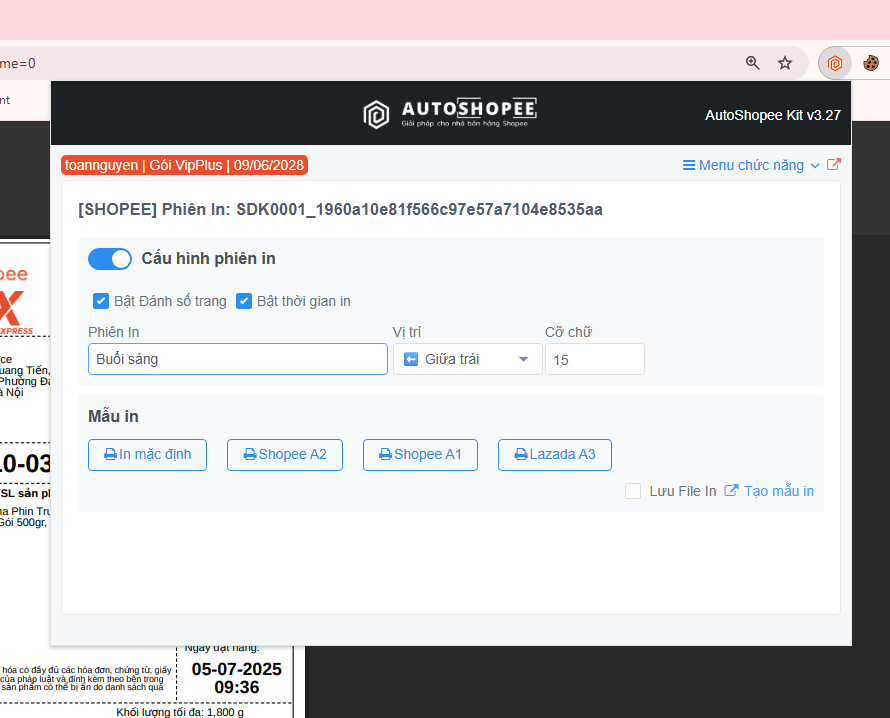 me=0
nt
AUTOSHOPEE
Giải pháp cho nhà bán hàng Shopee
AutoShopee Kit v3.27
toannguyen | Gói VipPlus | 09/06/2028
Menu chức năng
[SHOPEE] Phiên In: SDK0001_1960a10e81f566c97e57a7104e8535aa
Cấu hình phiên in
Bật Đánh số trang
Bật thời gian in
Phiên In
Vị trí
Cỡ chữ
Buổi sáng
Giữa trái
15
Mẫu in
In mặc định
Shopee A2
Shopee A1
Lazada A3
Lưu File In
Tạo mẫu in
pee
X
EXPRESS
ce
uang Tiến,
Phường Đạ
à Nội
10-03
SL sản ph
na Phin Tru
Gói 500gr,
Ngày đặt hàng:
05-07-2025
09:36
hóa có đầy đủ các hóa đơn, chứng từ, giấy
của pháp luật và đính kèm theo bên trong
sản phẩm có thể bị ẩn do danh sách quá
Khối lượng tối đa: 1,800 g